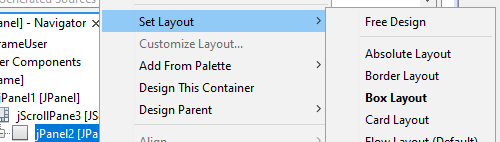 Generated Sources
anel] - Navigator
rameUser
er Components
ame]
Panel1 [JPanel]
jScrollPane3 [JS
jPanel2 [JPa
Set Layout
Customize Layout...
Add From Palette
Design This Container
Design Parent
Align
Free Design
Absolute Layout
Border Layout
Box Layout
Card Layout
Flow Layout (Default)